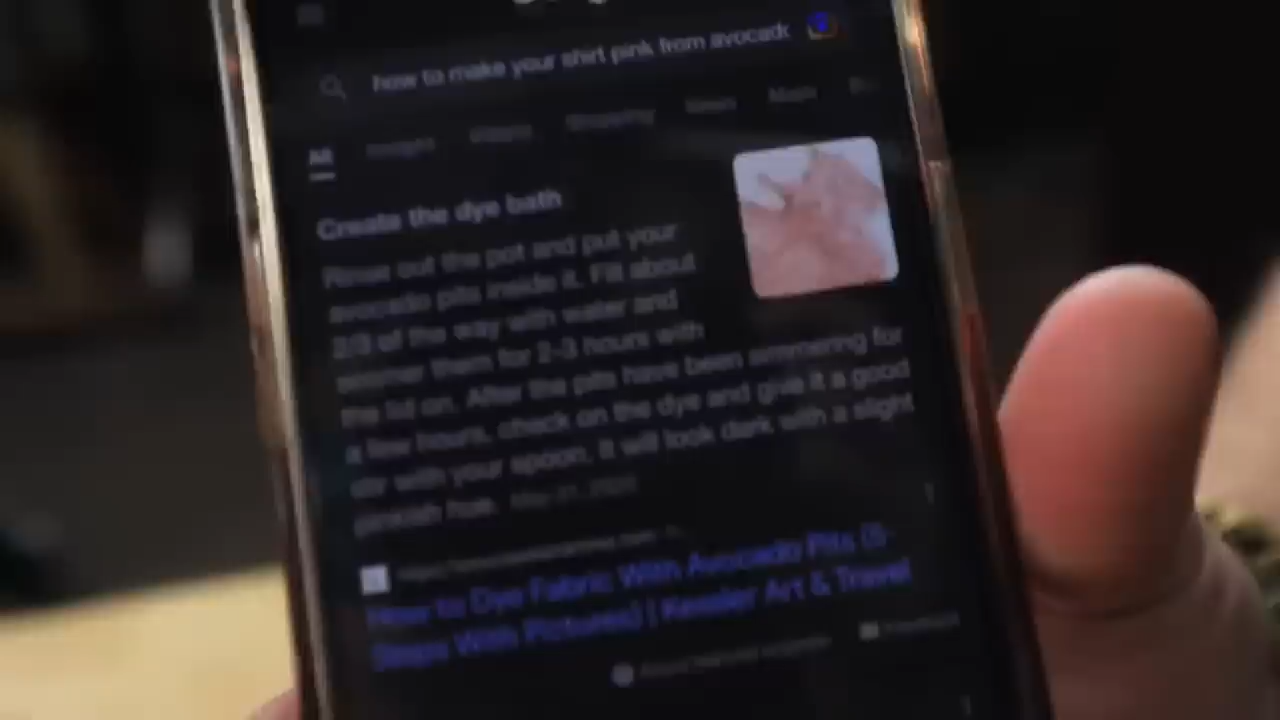 how to make your shirt pink from avocado
All Images Videos Shopping News Maps
Create the dye bath
Rinse out the pot and put your
avocado pits inside it. Fill about
2/3 of the way with water and
simmer them for 2-3 hours with
the lid on. After the pits have been simmering for
a few hours, check on the dye and give it a good
stir with your spoon. It will look dark with a slight
pinkish hue.
How to Dye Fabric With Avocado Pits (5-
Steps With Pictures) | Kessler Art & Travel